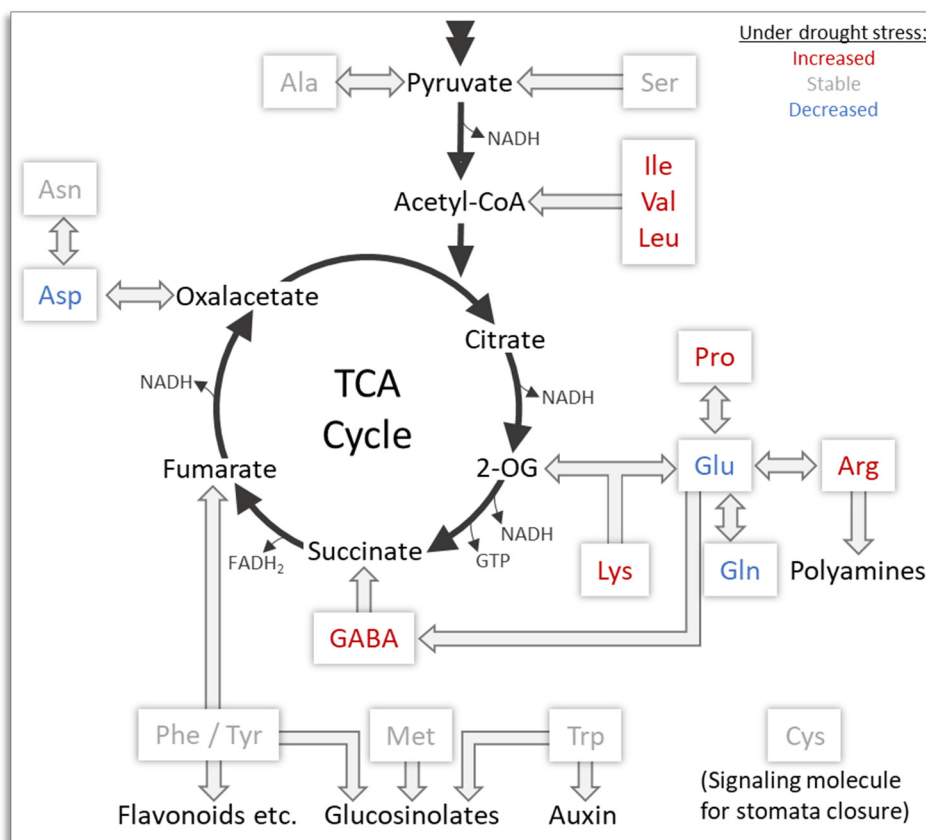 Under drought stress:
Increased
Stable
Decreased
Ala
Pyruvate
Ser
NADH
Ile
Val
Leu
Acetyl-CoA
Asn
Asp
Oxalacetate
Citrate
Pro
NADH
TCA
Cycle
NADH
Fumarate
2-OG
Glu
Arg
NADH
GTP
Succinate
FADH₂
Lys
Gln
Polyamines
GABA
Phe / Tyr
Met
Trp
Cys
Flavonoids etc.
Glucosinolates
Auxin
(Signaling molecule
for stomata closure)